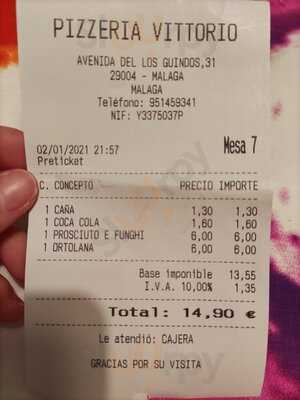 PIZZERIA VITTORIO
AVENIDA DEL LOS GUINDOS,31
29004 - MALAGA
MALAGA
Teléfono: 951459341
NIF: Y3375037P
02/01/2021 21:57 Mesa 7
Preticket
C. CONCEPTO PRECIO IMPORTE
1 CAÑA 1,30 1,30
1 COCA COLA 1,60 1,60
1 PROSCIUTO E FUNGHI 6,00 6,00
1 ORTOLANA 6,00 6,00
Base imponible 13,55
I.V.A. 10,00% 1,35
Total: 14,90 €
Le atendió: CAJERA
GRACIAS POR SU VISITA